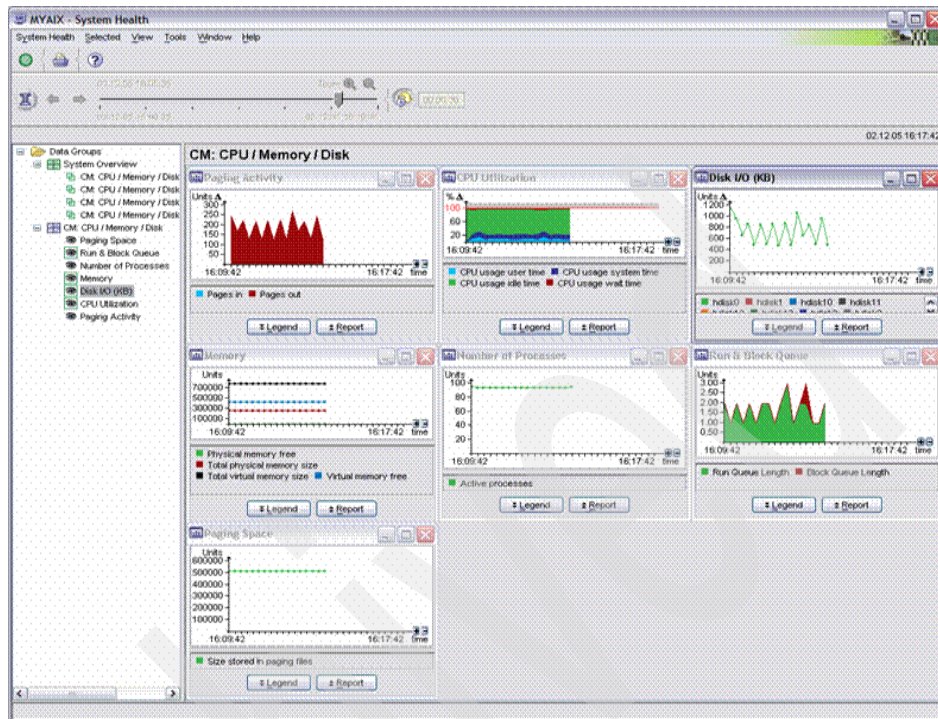 MYAIX - System Health
System Health Selected View Tools Window Help
Zoom
00:00:30
02.12.05 16:17:42
Data Groups
System Overview
CM: CPU / Memory / Disk
CM: CPU / Memory / Disk
CM: CPU / Memory / Disk
CM: CPU / Memory / Disk
CM: CPU / Memory / Disk
Paging Space
Run & Block Queue
Number of Processes
Memory
Disk I/O (KB)
CPU Utilization
Paging Activity
CM: CPU / Memory / Disk
Paging Activity
Units Δ
300
250
200
150
100
50
0
16:09:42 16:17:42 time
Pages in Pages out
Legend Report
CPU Utilization
% Δ
100
60
20
16:09:42 16:17:42 time
CPU usage user time CPU usage system time
CPU usage idle time CPU usage wait time
Legend Report
Disk I/O (KB)
Units Δ
1200
1000
800
600
400
200
16:09:42 16:17:42 time
hdisk0 hdisk1 hdisk10 hdisk11
Legend Report
Memory
Units
700000
500000
300000
100000
16:09:42 16:17:42 time
Physical memory free
Total physical memory size
Total virtual memory size Virtual memory free
Legend Report
Number of Processes
Units
100
80
60
40
20
16:09:42 16:17:42 time
Active processes
Legend Report
Run & Block Queue
Units
3.00
2.50
2.00
1.50
1.00
0.50
16:09:42 16:17:42 time
Run Queue Length Block Queue Length
Legend Report
Paging Space
Units
600000
500000
400000
300000
200000
100000
16:09:42 16:17:42 time
Size stored in paging files
Legend Report